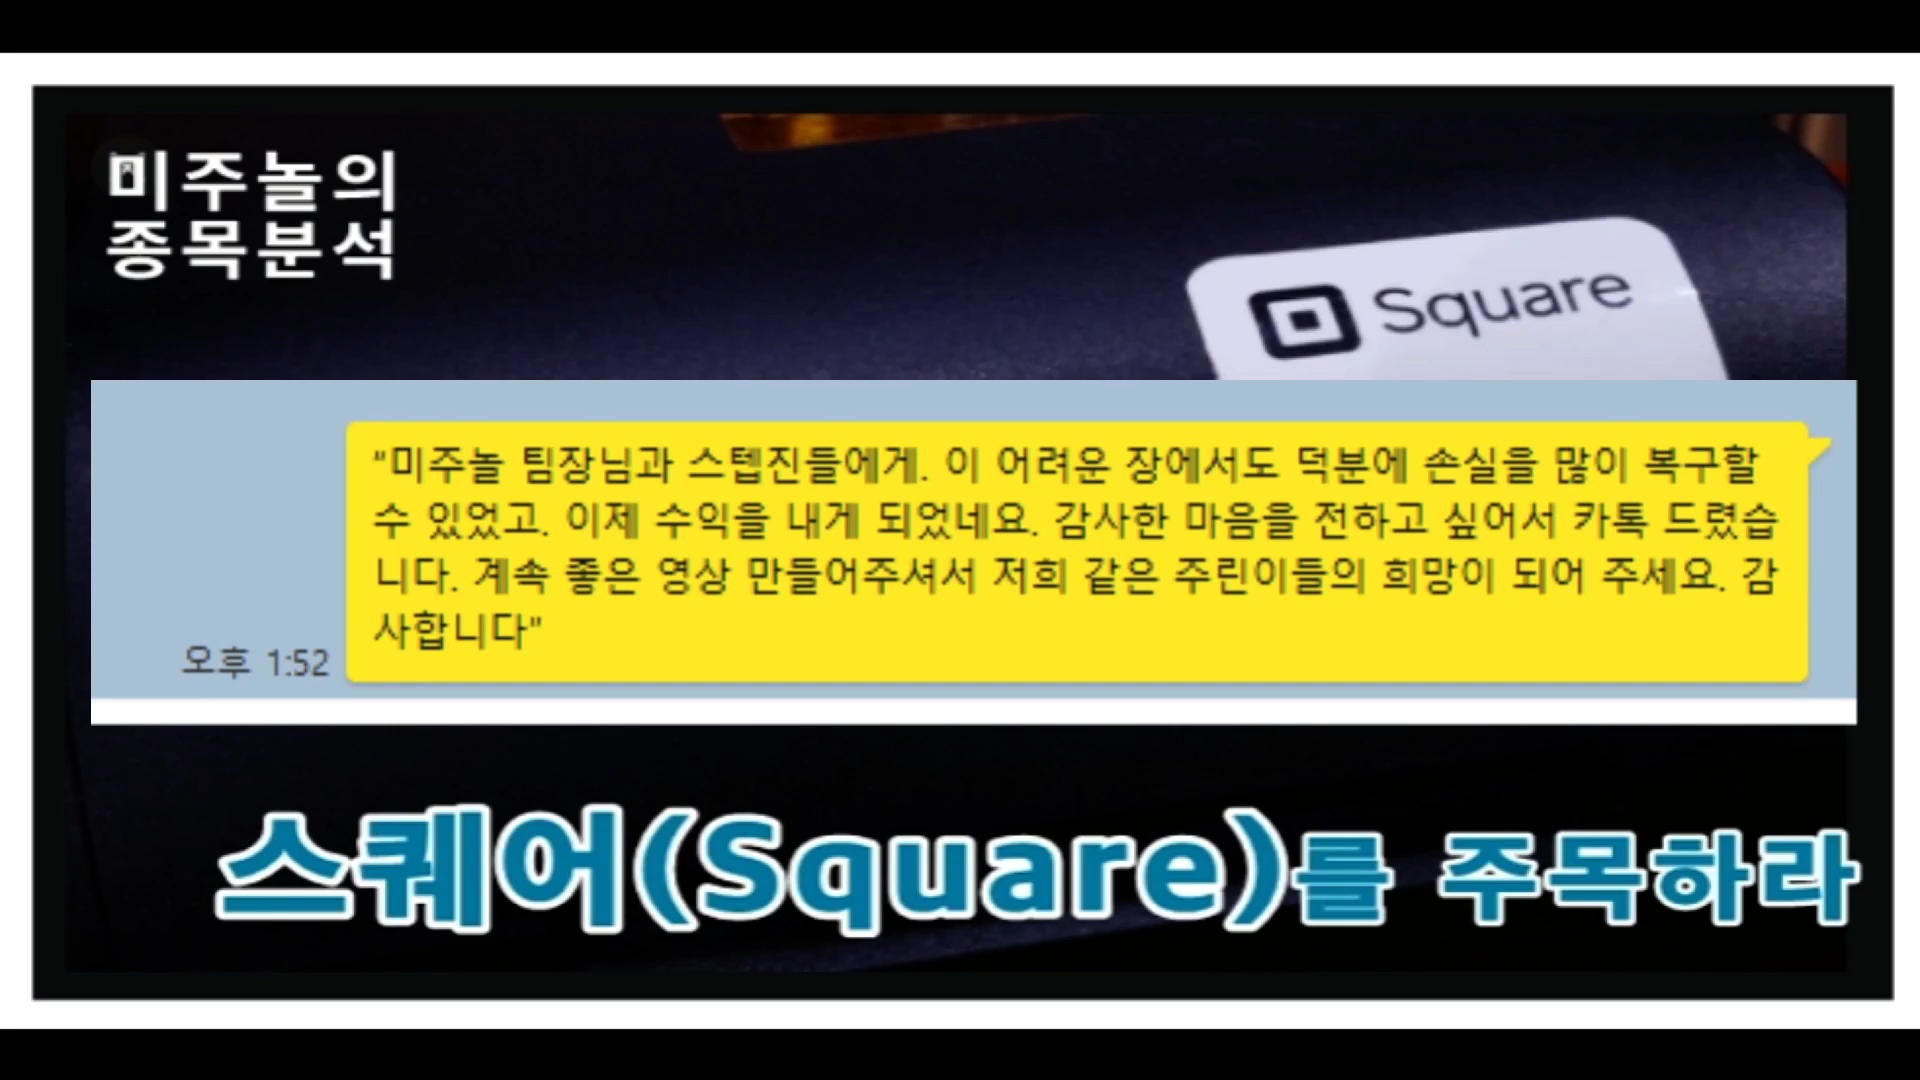 미주놀의
종목분석
Square
"미주놀 팀장님과 스텝진들에게. 이 어려운 장에서도 덕분에 손실을 많이 복구할
수 있었고. 이제 수익을 내게 되었네요. 감사한 마음을 전하고 싶어서 카톡 드렸습
니다. 계속 좋은 영상 만들어주셔서 저희 같은 주린이들의 희망이 되어 주세요. 감
사합니다"
오후 1:52
스퀘어(Square)를 주목하라